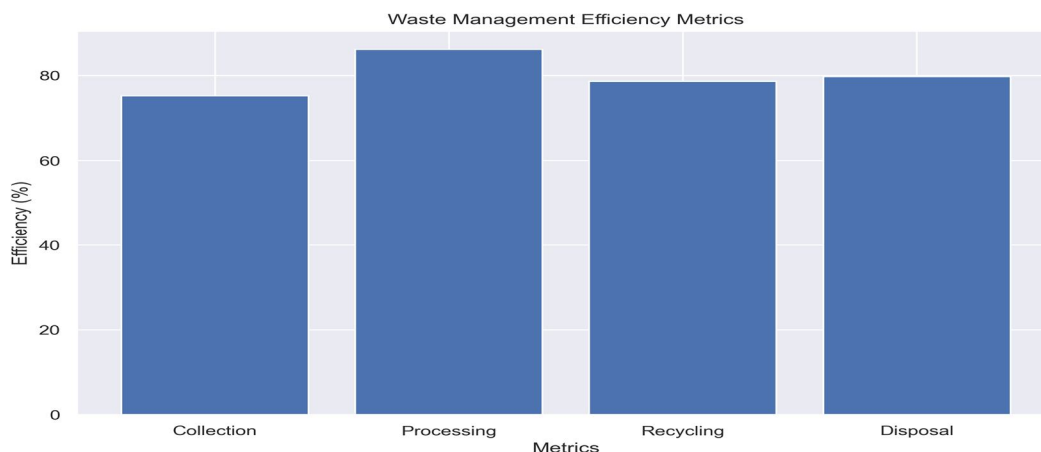 Waste Management Efficiency Metrics
80
60
40
20
0
Efficiency (%)
Collection Processing Recycling Disposal
Metrics